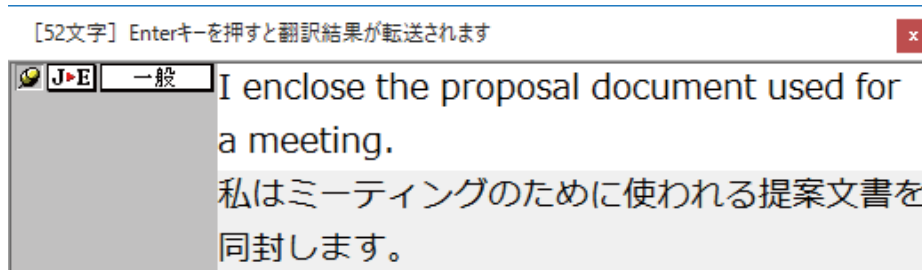 [52文字] Enterキーを押すと翻訳結果が転送されます
x
J▶E 一般
I enclose the proposal document used for
a meeting.
私はミーティングのために使われる提案文書を
同封します。